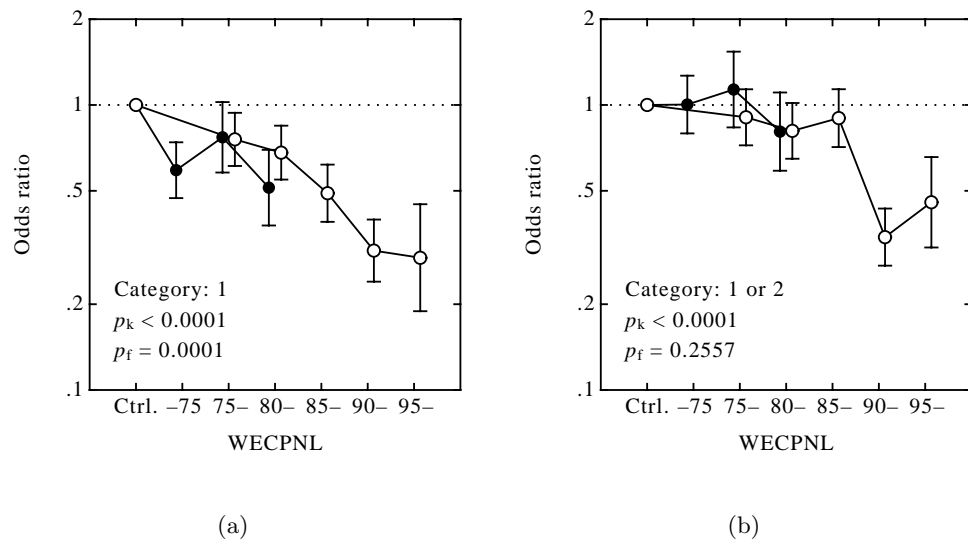 2
1
.5
.2
.1
Odds ratio
Category: 1
pk < 0.0001
pf = 0.0001
Ctrl. –75 75– 80– 85– 90– 95–
WECPNL
(a)
2
1
.5
.2
.1
Odds ratio
Category: 1 or 2
pk < 0.0001
pf = 0.2557
Ctrl. –75 75– 80– 85– 90– 95–
WECPNL
(b)